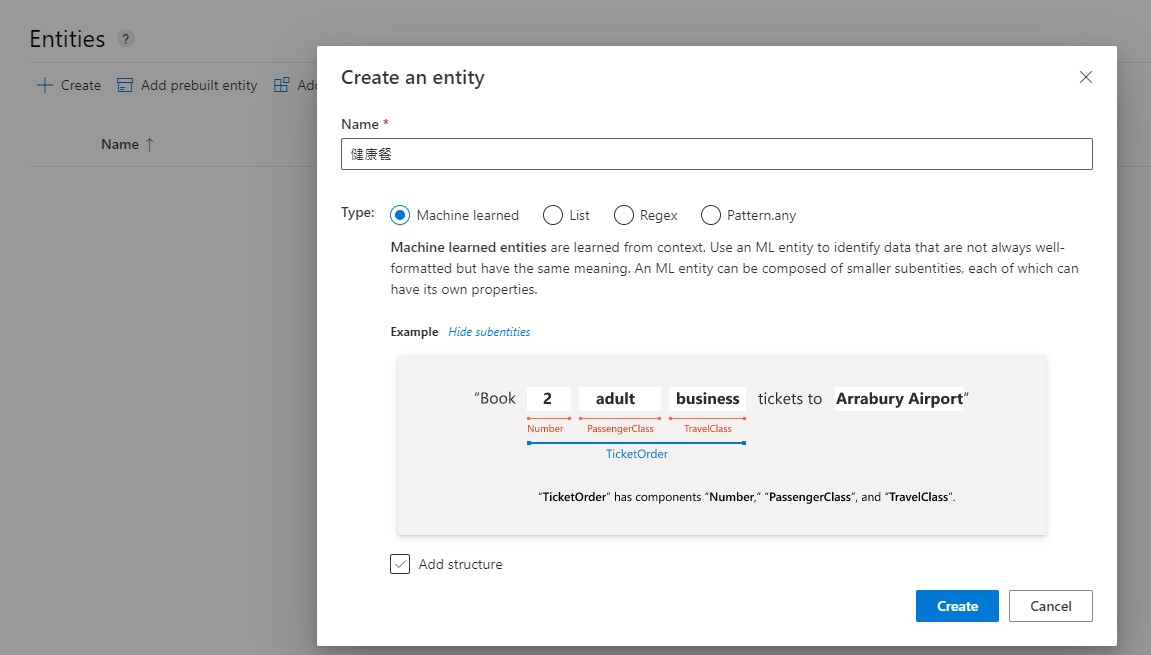 Entities ?
Create Add prebuilt entity
Name ↑
Create an entity
Name *
健康餐
Type: Machine learned List Regex Pattern.any
Machine learned entities are learned from context. Use an ML entity to identify data that are not always well-
formatted but have the same meaning. An ML entity can be composed of smaller subentities, each of which can
have its own properties.
Example Hide subentities
“Book 2 adult business tickets to Arrabury Airport“
Number PassengerClass TravelClass
TicketOrder
“TicketOrder” has components “Number,” “PassengerClass”, and “TravelClass”.
Add structure
Create Cancel